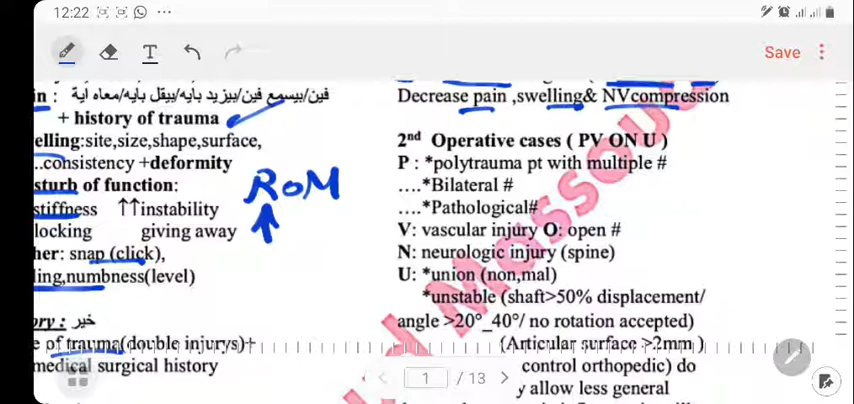 12:22
T
Save
فين/بيسمع فين/بيزيد بأيه/بيقل بأيه/معاه أية
in :
+ history of trauma
elling:site,size,shape,surface,
...consistency +deformity
sturb of function:
stiffness ↑↑instability
locking giving away
her: snap (click),
ling,numbness(level)
ory : خير
e of trauma(double injurys)+
medical surgical history
ROM
Decrease pain ,swelling& NVcompression
2nd Operative cases ( PV ON U )
P : *polytrauma pt with multiple #
....*Bilateral #
....*Pathological#
V: vascular injury O: open #
N: neurologic injury (spine)
U: *union (non,mal)
*unstable (shaft>50% displacement/
angle >20°_40°/ no rotation accepted)
(Articular surface >2mm )
control orthopedic) do
y allow less general
1 / 13